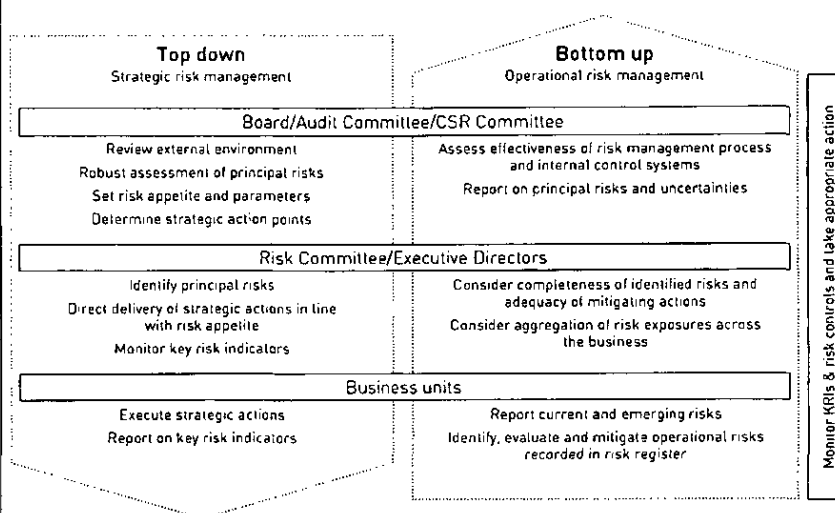 Top down
Strategic risk management
Bottom up
Operational risk management
Board/Audit Committee/CSR Committee
Review external environment
Robust assessment of principal risks
Set risk appetite and parameters
Determine strategic action points
Assess effectiveness of risk management process
and internal control systems
Report on principal risks and uncertainties
Risk Committee/Executive Directors
Identify principal risks
Direct delivery of strategic actions in line
with risk appetite
Monitor key risk indicators
Consider completeness of identified risks and
adequacy of mitigating actions
Consider aggregation of risk exposures across
the business
Business units
Execute strategic actions
Report on key risk indicators
Report current and emerging risks
Identify, evaluate and mitigate operational risks
recorded in risk register
Monitor KRIs & risk controls and take appropriate action